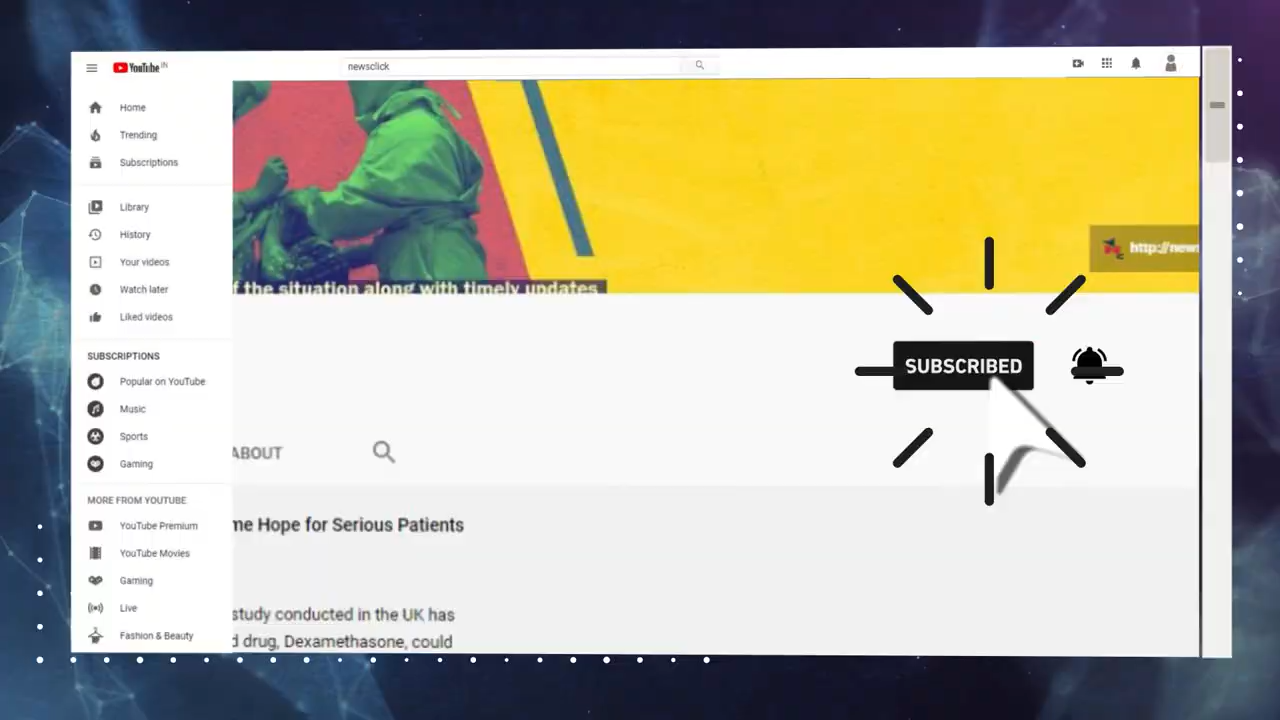 YouTube IN
newsclick
Home
Trending
Subscriptions
Library
History
Your videos
Watch later
Liked videos
SUBSCRIPTIONS
Popular on YouTube
Music
Sports
Gaming
MORE FROM YOUTUBE
YouTube Premium
YouTube Movies
Gaming
Live
Fashion & Beauty
f the situation along with timely updates
http://news
SUBSCRIBED
ABOUT
me Hope for Serious Patients
study conducted in the UK has
d drug, Dexamethasone, could